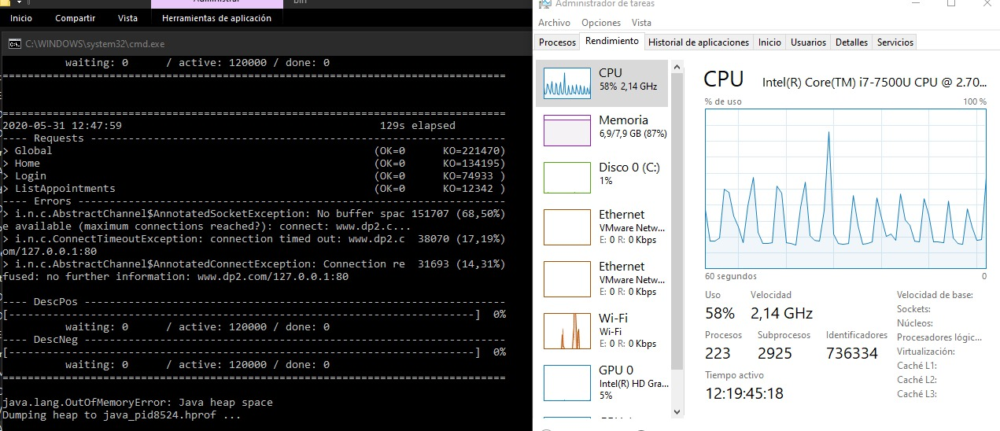 Administrar
bin
Inicio Compartir Vista Herramientas de aplicación
C:\WINDOWS\system32\cmd.exe
waiting: 0 / active: 120000 / done: 0
================================================================================
================================================================================
2020-05-31 12:47:59 129s elapsed
---- Requests ------------------------------------------------------------------
> Global (OK=0 KO=221470)
> Home (OK=0 KO=134195)
> Login (OK=0 KO=74933 )
> ListAppointments (OK=0 KO=12342 )
---- Errors --------------------------------------------------------------------
> i.n.c.AbstractChannel$AnnotatedSocketException: No buffer spac 151707 (68,50%)
e available (maximum connections reached?): connect: www.dp2.c...
> i.n.c.ConnectTimeoutException: connection timed out: www.dp2.c 38070 (17,19%)
om/127.0.0.1:80
> i.n.c.AbstractChannel$AnnotatedConnectException: Connection re 31693 (14,31%)
fused: no further information: www.dp2.com/127.0.0.1:80
---- DescPos -------------------------------------------------------------------
[--------------------------------------------------------------------------] 0%
waiting: 0 / active: 120000 / done: 0
---- DescNeg -------------------------------------------------------------------
[--------------------------------------------------------------------------] 0%
waiting: 0 / active: 120000 / done: 0
================================================================================
java.lang.OutOfMemoryError: Java heap space
Dumping heap to java_pid8524.hprof ...
Administrador de tareas
Archivo Opciones Vista
Procesos Rendimiento Historial de aplicaciones Inicio Usuarios Detalles Servicios
CPU
58% 2,14 GHz
Memoria
6,9/7,9 GB (87%)
Disco 0 (C:)
1%
Ethernet
VMware Netw...
E: 0 R: 0 Kbps
Ethernet
VMware Netw...
E: 0 R: 0 Kbps
Wi-Fi
Wi-Fi
E: 0 R: 0 Kbps
GPU 0
Intel(R) HD Gra...
5%
CPU Intel(R) Core(TM) i7-7500U CPU @ 2.70...
% de uso 100 %
60 segundos 0
Uso Velocidad
58% 2,14 GHz
Procesos Subprocesos Identificadores
223 2925 736334
Tiempo activo
12:19:45:18
Velocidad de base:
Sockets:
Núcleos:
Procesadores lógic...
Virtualización:
Caché L1:
Caché L2:
Caché L3: